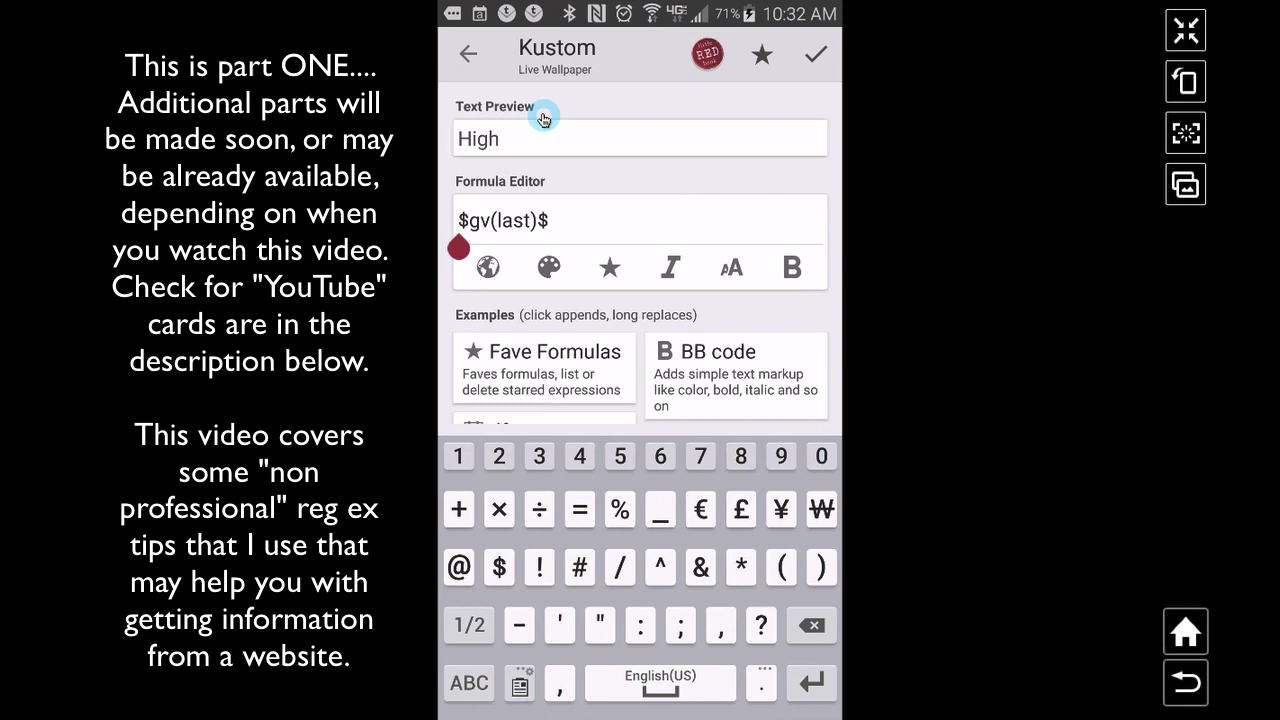 This is part ONE....
Additional parts will
be made soon, or may
be already available,
depending on when
you watch this video.
Check for "YouTube"
cards are in the
description below.
This video covers
some "non
professional" reg ex
tips that I use that
may help you with
getting information
from a website.
4G
71%
10:32 AM
Kustom
Live Wallpaper
RED
Text Preview
High
Formula Editor
$gv(last)$
I
AA
B
Examples (click appends, long replaces)
Fave Formulas
Faves formulas, list or
delete starred expressions
B BB code
Adds simple text markup
like color, bold, italic and so
on
1 2 3 4 5 6 7 8 9 0
+ × ÷ = % _ € £ ¥ ₩
@ $ ! # / ^ & * ( )
1/2 - ' " : ; , ?
ABC , English(US) .